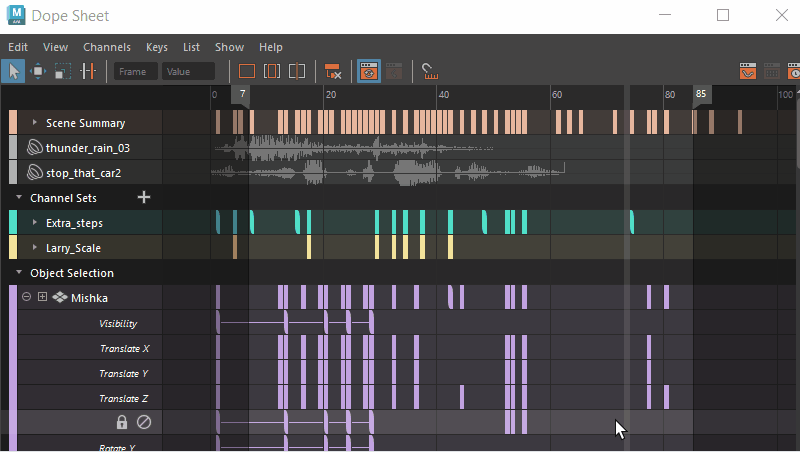 M
Dope Sheet
Edit View Channels Keys List Show Help
Frame Value
0 7 20 40 60 80 85 100
Scene Summary
thunder_rain_03
stop_that_car2
Channel Sets
Extra_steps
Larry_Scale
Object Selection
Mishka
Visibility
Translate X
Translate Y
Translate Z
Rotate Y